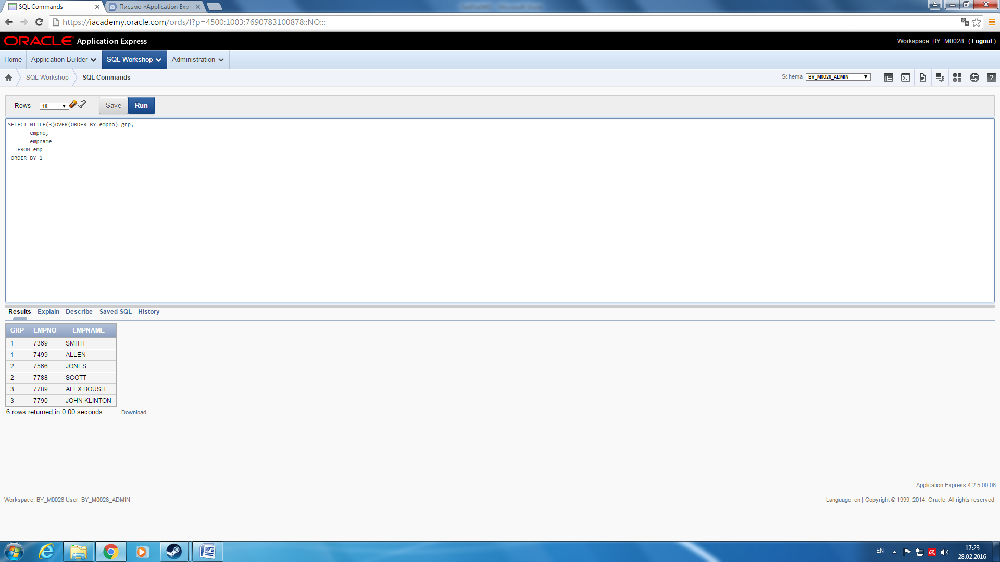 SQL Commands
Письмо «Application Expr
https://iacademy.oracle.com/ords/f?p=4500:1003:7690783100878::NO:::
ORACLE Application Express
Workspace: BY_M0028 ( Logout )
Home
Application Builder
SQL Workshop
Administration
SQL Workshop
SQL Commands
Schema
BY_M0028_ADMIN
Rows
10
Save
Run
SELECT NTILE(3)OVER(ORDER BY empno) grp,
empno,
empname
FROM emp
ORDER BY 1
Results
Explain
Describe
Saved SQL
History
GRP EMPNO EMPNAME
1 7369 SMITH
1 7499 ALLEN
2 7566 JONES
2 7788 SCOTT
3 7789 ALEX BOUSH
3 7790 JOHN KLINTON
6 rows returned in 0.00 seconds
Download
Application Express 4.2.5.00.08
Workspace: BY_M0028 User: BY_M0028_ADMIN
Language: en | Copyright © 1999, 2014, Oracle. All rights reserved.
EN
17:23
28.02.2016